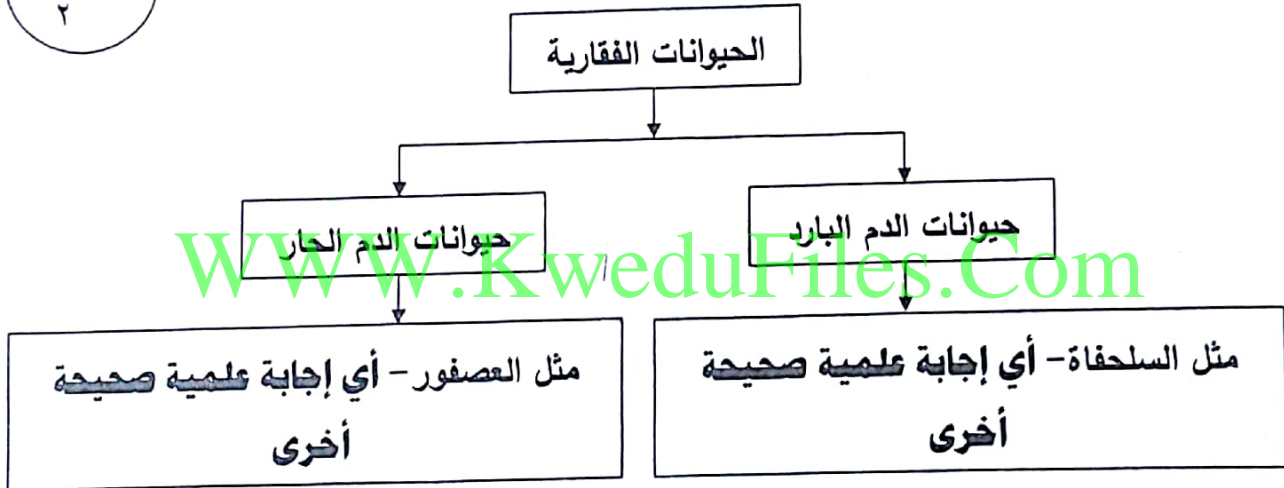 ٢
الحيوانات الفقارية
حيوانات الدم البارد
حيوانات الدم الحار
WWW.KweduFiles.Com
مثل السلحفاة – أي إجابة علمية صحيحة
أخرى
مثل العصفور – أي إجابة علمية صحيحة
أخرى